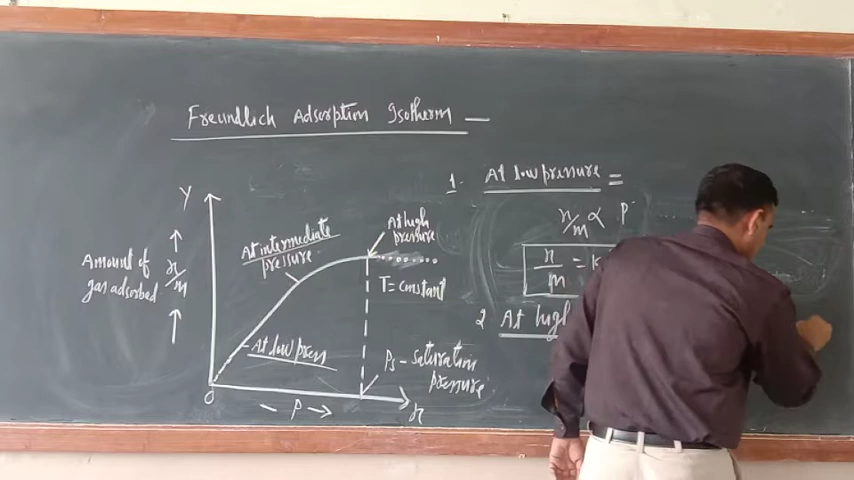 Freundlich Adsorption Isotherm —
1. At low pressure =
x/m ∝ P
x/m = K
2 At high
Y
Amount of
gas adsorbed
x/m
At intermediate
pressure
At high
pressure
T = constant
At low press
Ps - saturation
pressure
O
— P →
x